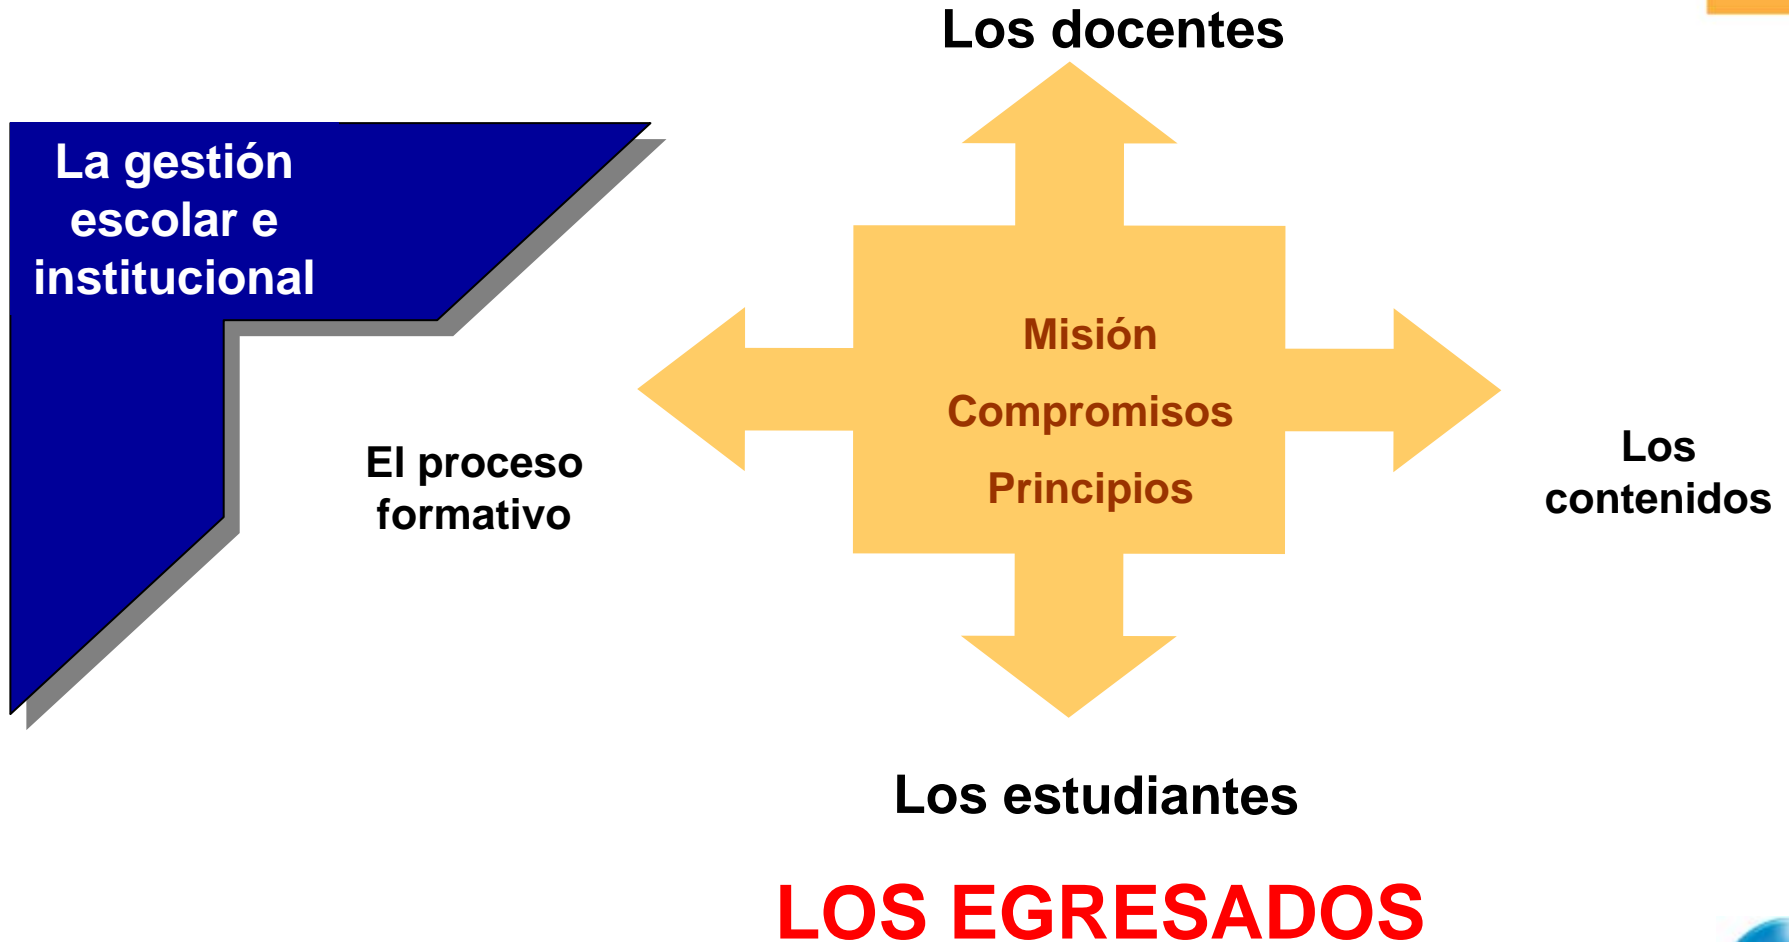 Los docentes
La gestión
escolar e
institucional
Misión
Compromisos
Principios
El proceso
formativo
Los
contenidos
Los estudiantes
LOS EGRESADOS